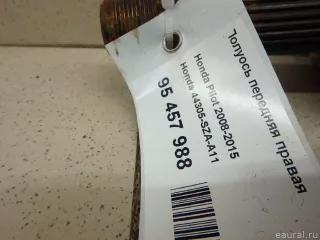 Полуось передняя правая
Honda Pilot 2008-2015
Honda 44305-SZA-A11
95 457 988
eaural.ru